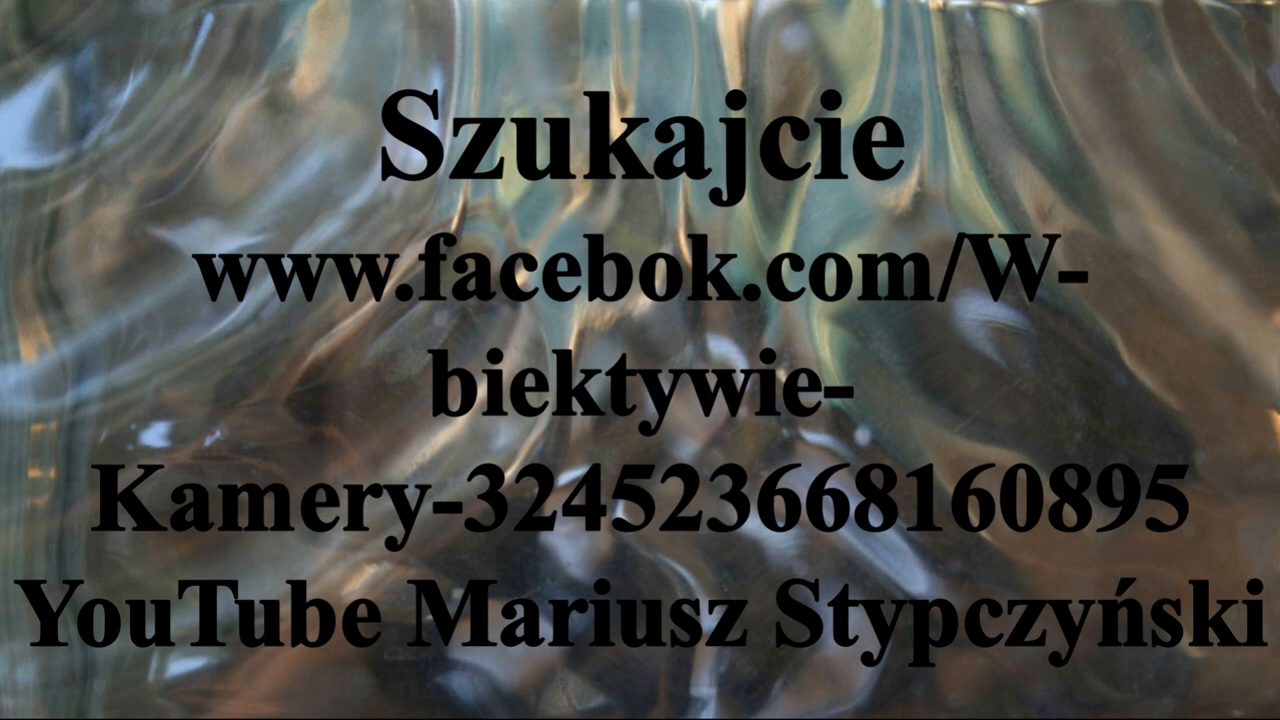 Szukajcie
www.facebok.com/W-
biektywie-
Kamery-324523668160895
YouTube Mariusz Stypczyński